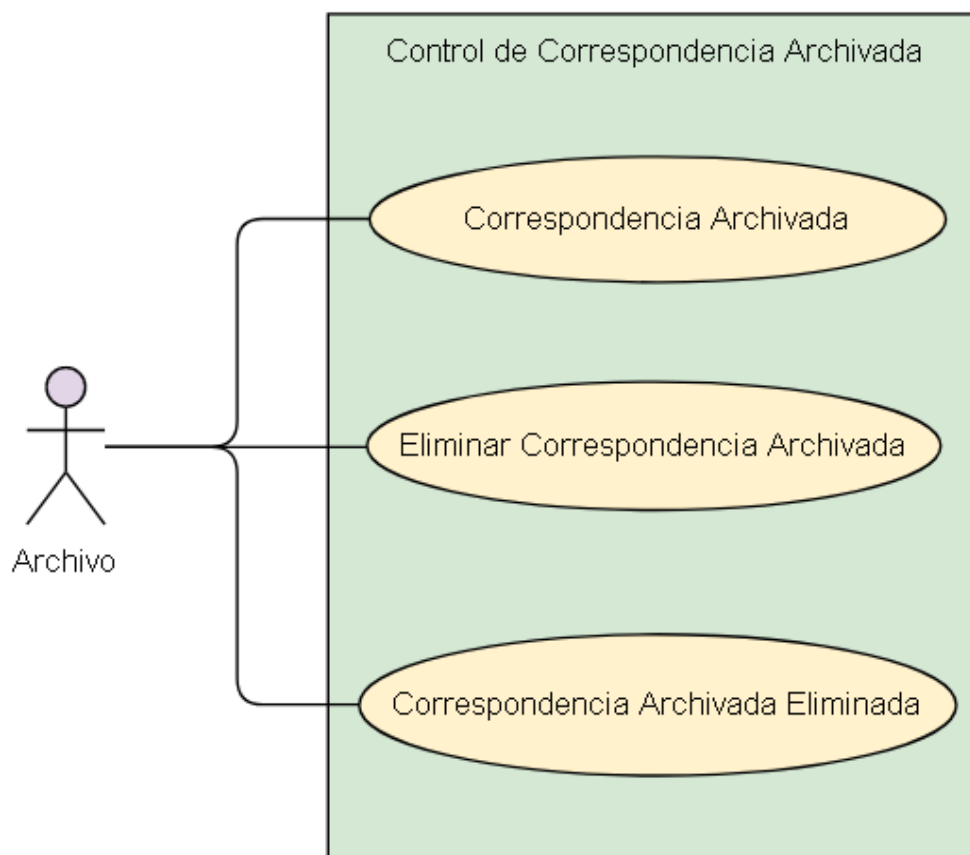 Control de Correspondencia Archivada
Correspondencia Archivada
Eliminar Correspondencia Archivada
Archivo
Correspondencia Archivada Eliminada